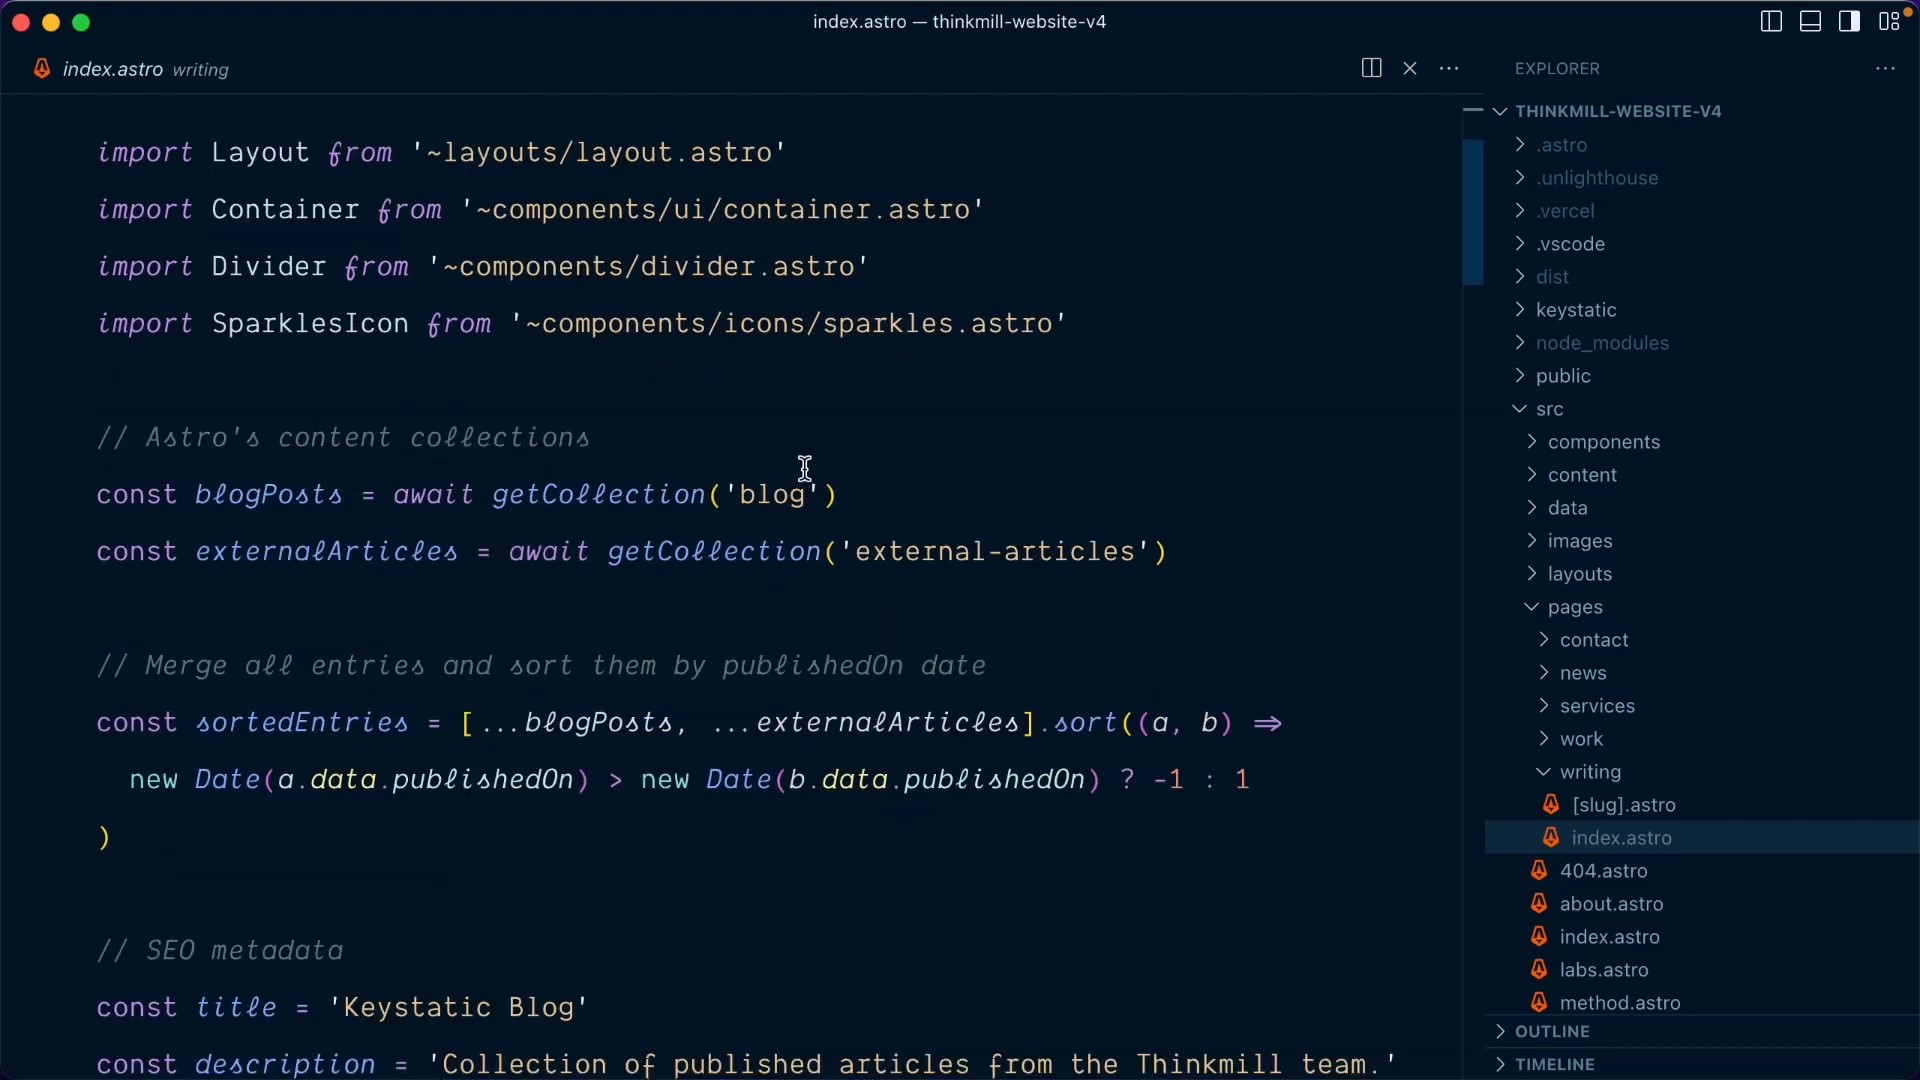 index.astro — thinkmill-website-v4
index.astro writing
import Layout from '~layouts/layout.astro'
import Container from '~components/ui/container.astro'
import Divider from '~components/divider.astro'
import SparklesIcon from '~components/icons/sparkles.astro'
// Astro's content collections
const blogPosts = await getCollection('blog')
const externalArticles = await getCollection('external-articles')
// Merge all entries and sort them by publishedOn date
const sortedEntries = [...blogPosts, ...externalArticles].sort((a, b) =>
new Date(a.data.publishedOn) > new Date(b.data.publishedOn) ? -1 : 1
)
// SEO metadata
const title = 'Keystatic Blog'
const description = 'Collection of published articles from the Thinkmill team.'
EXPLORER
THINKMILL-WEBSITE-V4
.astro
.unlighthouse
.vercel
.vscode
dist
keystatic
node_modules
public
src
components
content
data
images
layouts
pages
contact
news
services
work
writing
[slug].astro
index.astro
404.astro
about.astro
index.astro
labs.astro
method.astro
OUTLINE
TIMELINE